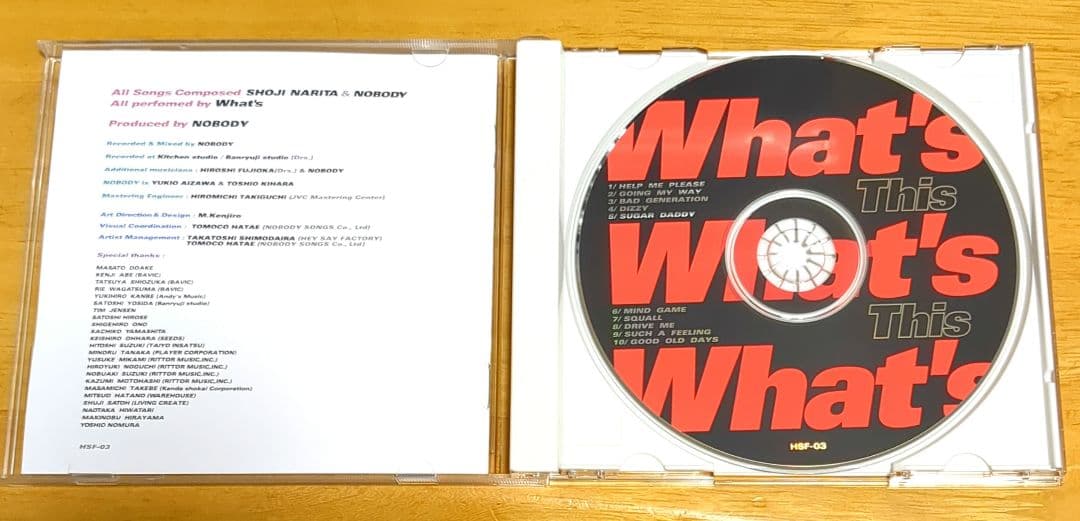 All Songs Composed SHOJI NARITA & NOBODY
All perfomed by What's
Produced by NOBODY
Recorded & Mixed by NOBODY
Recorded at Kitchen studio / Banryuji studio (Drs.)
Additional musicians : HIROSHI FUJIOKA(Drs.) & NOBODY
NOBODY is YUKIO AIZAWA & TOSHIO KIHARA
Mastering Engineer : HIROMICHI TAKIGUCHI (JVC Mastering Center)
Art Direction & Design : M.Kenjiro
Visual Coordination : TOMOCO HATAE (NOBODY SONGS Co., Ltd)
Artist Management : TAKATOSHI SHIMODAIRA (HEY SAY FACTORY)
TOMOCO HATAE (NOBODY SONGS Co., Ltd)
Special thanks :
MASATO DOAKE
KENJI ABE (BAVIC)
TATSUYA SHIOZUKA (BAVIC)
RIE WAGATSUMA (BAVIC)
YUKIHIRO KANBE (Andy's Music)
SATOSHI YOSIDA (Banryuji studio)
TIM JENSEN
SATOSHI HIROSE
SHIGEHIRO ONO
SACHIKO YAMASHITA
KEISHIRO OHHARA (SEEDS)
HITOSHI SUZUKI (TAIYO INSATSU)
MINORU TANAKA (PLAYER CORPORATION)
YUSUKE MIKAMI (RITTOR MUSIC,INC.)
HIROYUKI NOGUCHI (RITTOR MUSIC,INC.)
NOBUAKI SUZUKI (RITTOR MUSIC,INC.)
KAZUMI MOTOHASHI (RITTOR MUSIC,INC.)
MASAMICHI TAKEBE (Kanda shokai Corporation)
MITSUO HATANO (WAREHOUSE)
SHUJI SATOH (LIVING CREATE)
NAOTAKA HIWATARI
MAKINOBU HIRAYAMA
YOSHIO NOMURA
HSF-03
What's
This
1/ HELP ME PLEASE
2/ GOING MY WAY
3/ BAD GENERATION
4/ DIZZY
5/ SUGAR DADDY
What's
This
6/ MIND GAME
7/ SQUALL
8/ DRIVE ME
9/ SUCH A FEELING
10/ GOOD OLD DAYS
What's
HSF-03